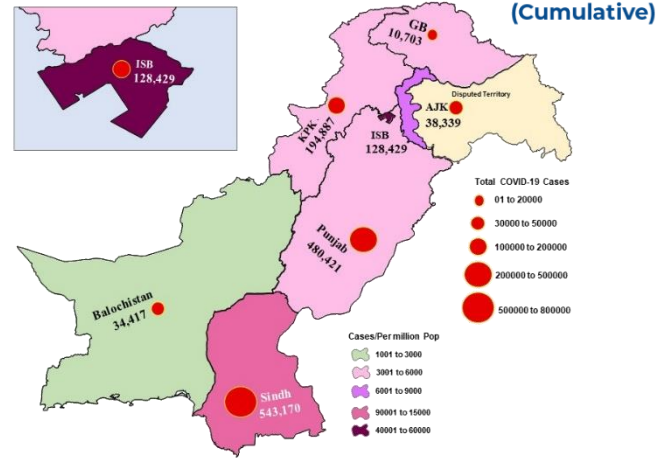 (Cumulative)
GB
10,703
ISB
128,429
Disputed Territory
AJK
38,339
KPK
194,887
ISB
128,429
Total COVID-19 Cases
01 to 20000
30000 to 50000
100000 to 200000
200000 to 500000
500000 to 800000
Punjab
480,421
Balochistan
34,417
Cases/Permillion Pop
1001 to 3000
3001 to 6000
6001 to 9000
90001 to 15000
40001 to 60000
Sindh
543,170